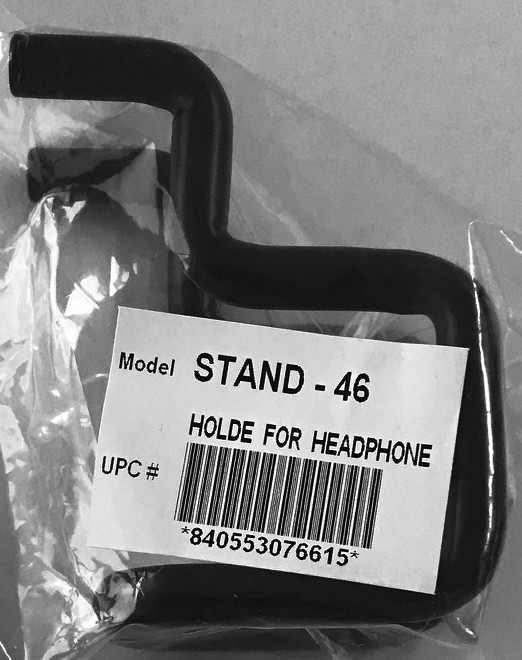 Model STAND - 46
HOLDE FOR HEADPHONE
UPC #
*840553076615*